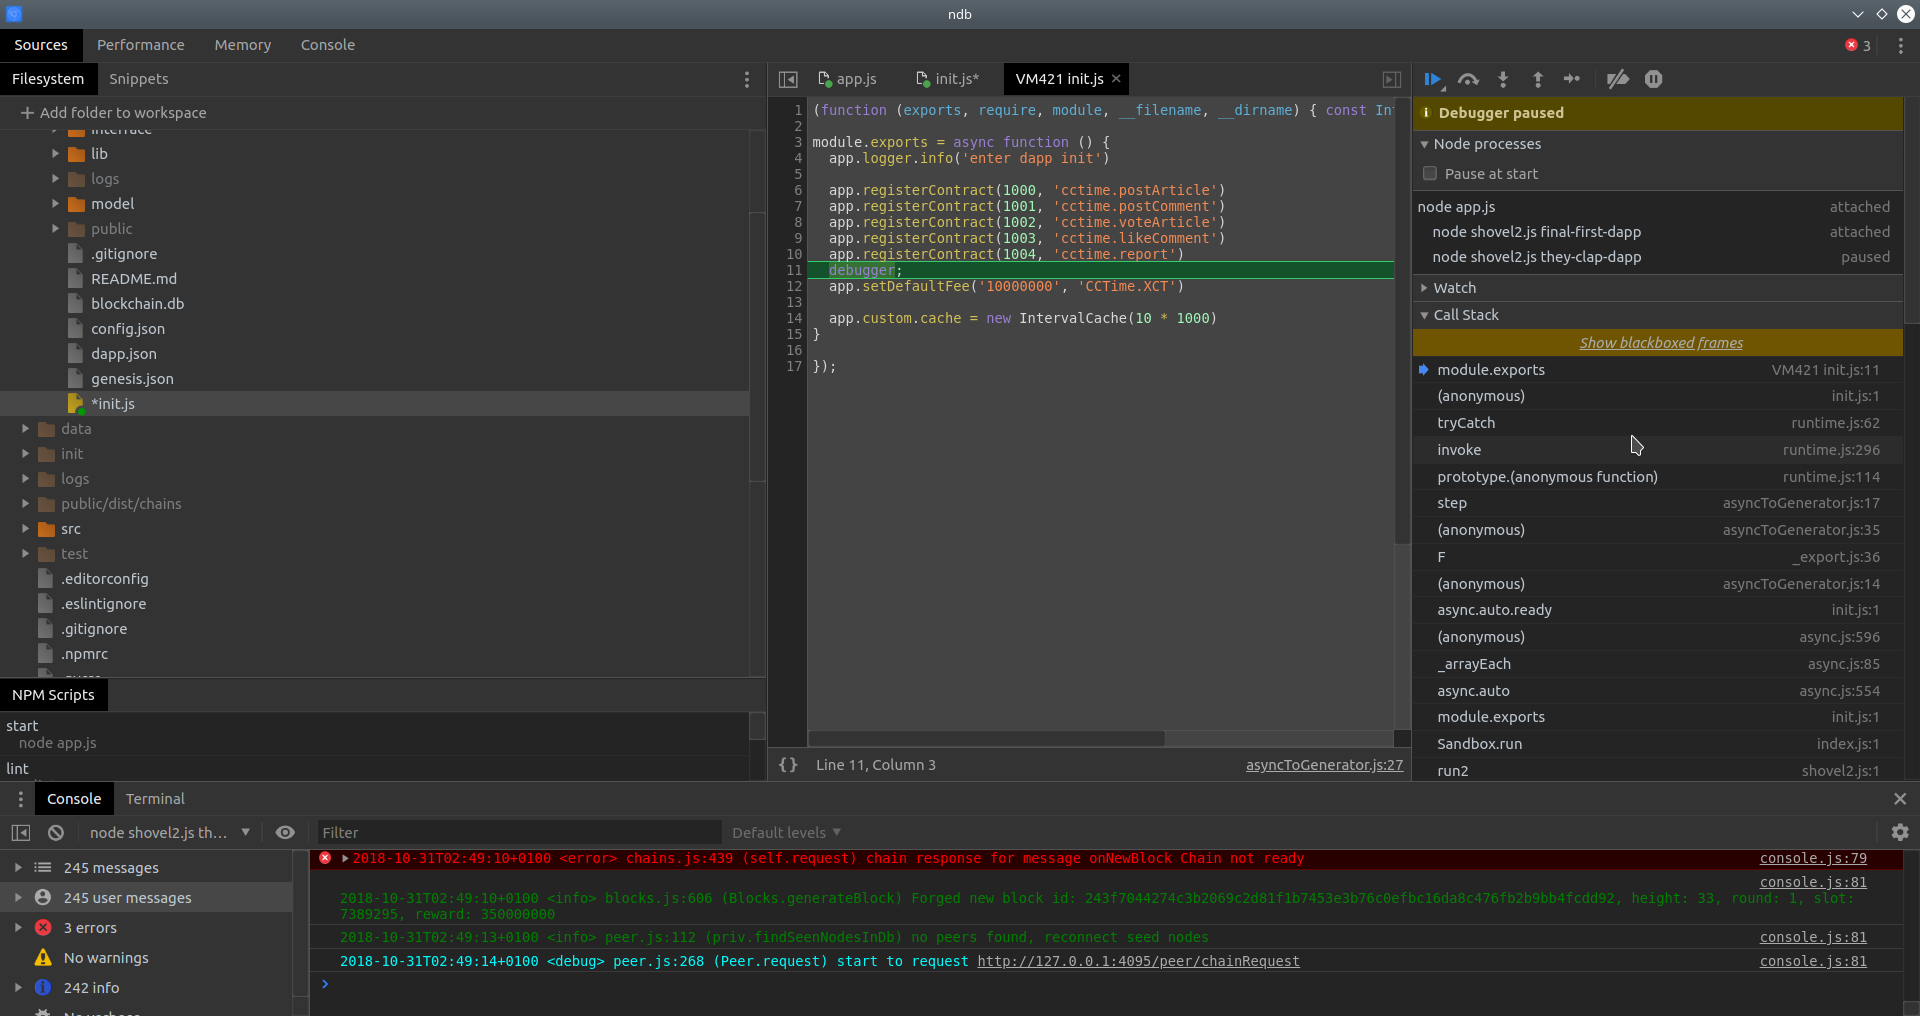 ndb
Sources Performance Memory Console 3
Filesystem Snippets
Add folder to workspace
interface
lib
logs
model
public
.gitignore
README.md
blockchain.db
config.json
dapp.json
genesis.json
*init.js
data
init
logs
public/dist/chains
src
test
.editorconfig
.eslintignore
.gitignore
.npmrc
NPM Scripts
start
node app.js
lint
app.js init.js* VM421 init.js
1 (function (exports, require, module, __filename, __dirname) { const In
2
3 module.exports = async function () {
4 app.logger.info('enter dapp init')
5
6 app.registerContract(1000, 'cctime.postArticle')
7 app.registerContract(1001, 'cctime.postComment')
8 app.registerContract(1002, 'cctime.voteArticle')
9 app.registerContract(1003, 'cctime.likeComment')
10 app.registerContract(1004, 'cctime.report')
11 debugger;
12 app.setDefaultFee('10000000', 'CCTime.XCT')
13
14 app.custom.cache = new IntervalCache(10 * 1000)
15 }
16
17 });
{} Line 11, Column 3 asyncToGenerator.js:27
Debugger paused
Node processes
Pause at start
node app.js attached
node shovel2.js final-first-dapp attached
node shovel2.js they-clap-dapp paused
Watch
Call Stack
Show blackboxed frames
module.exports VM421 init.js:11
(anonymous) init.js:1
tryCatch runtime.js:62
invoke runtime.js:296
prototype.(anonymous function) runtime.js:114
step asyncToGenerator.js:17
(anonymous) asyncToGenerator.js:35
F _export.js:36
(anonymous) asyncToGenerator.js:14
async.auto.ready init.js:1
(anonymous) async.js:596
_arrayEach async.js:85
async.auto async.js:554
module.exports init.js:1
Sandbox.run index.js:1
run2 shovel2.js:1
Console Terminal
node shovel2.js th... Filter Default levels
245 messages
245 user messages
3 errors
No warnings
242 info
No verbose
2018-10-31T02:49:10+0100 <error> chains.js:439 (self.request) chain response for message onNewBlock Chain not ready console.js:79
console.js:81
2018-10-31T02:49:10+0100 <info> blocks.js:606 (Blocks.generateBlock) Forged new block id: 243f7044274c3b2069c2d81f1b7453e3b76c0efbc16da8c476fb2b9bb4fcdd92, height: 33, round: 1, slot:
7389295, reward: 350000000
2018-10-31T02:49:13+0100 <info> peer.js:112 (priv.findSeenNodesInDb) no peers found, reconnect seed nodes console.js:81
2018-10-31T02:49:14+0100 <debug> peer.js:268 (Peer.request) start to request http://127.0.0.1:4095/peer/chainRequest console.js:81
>